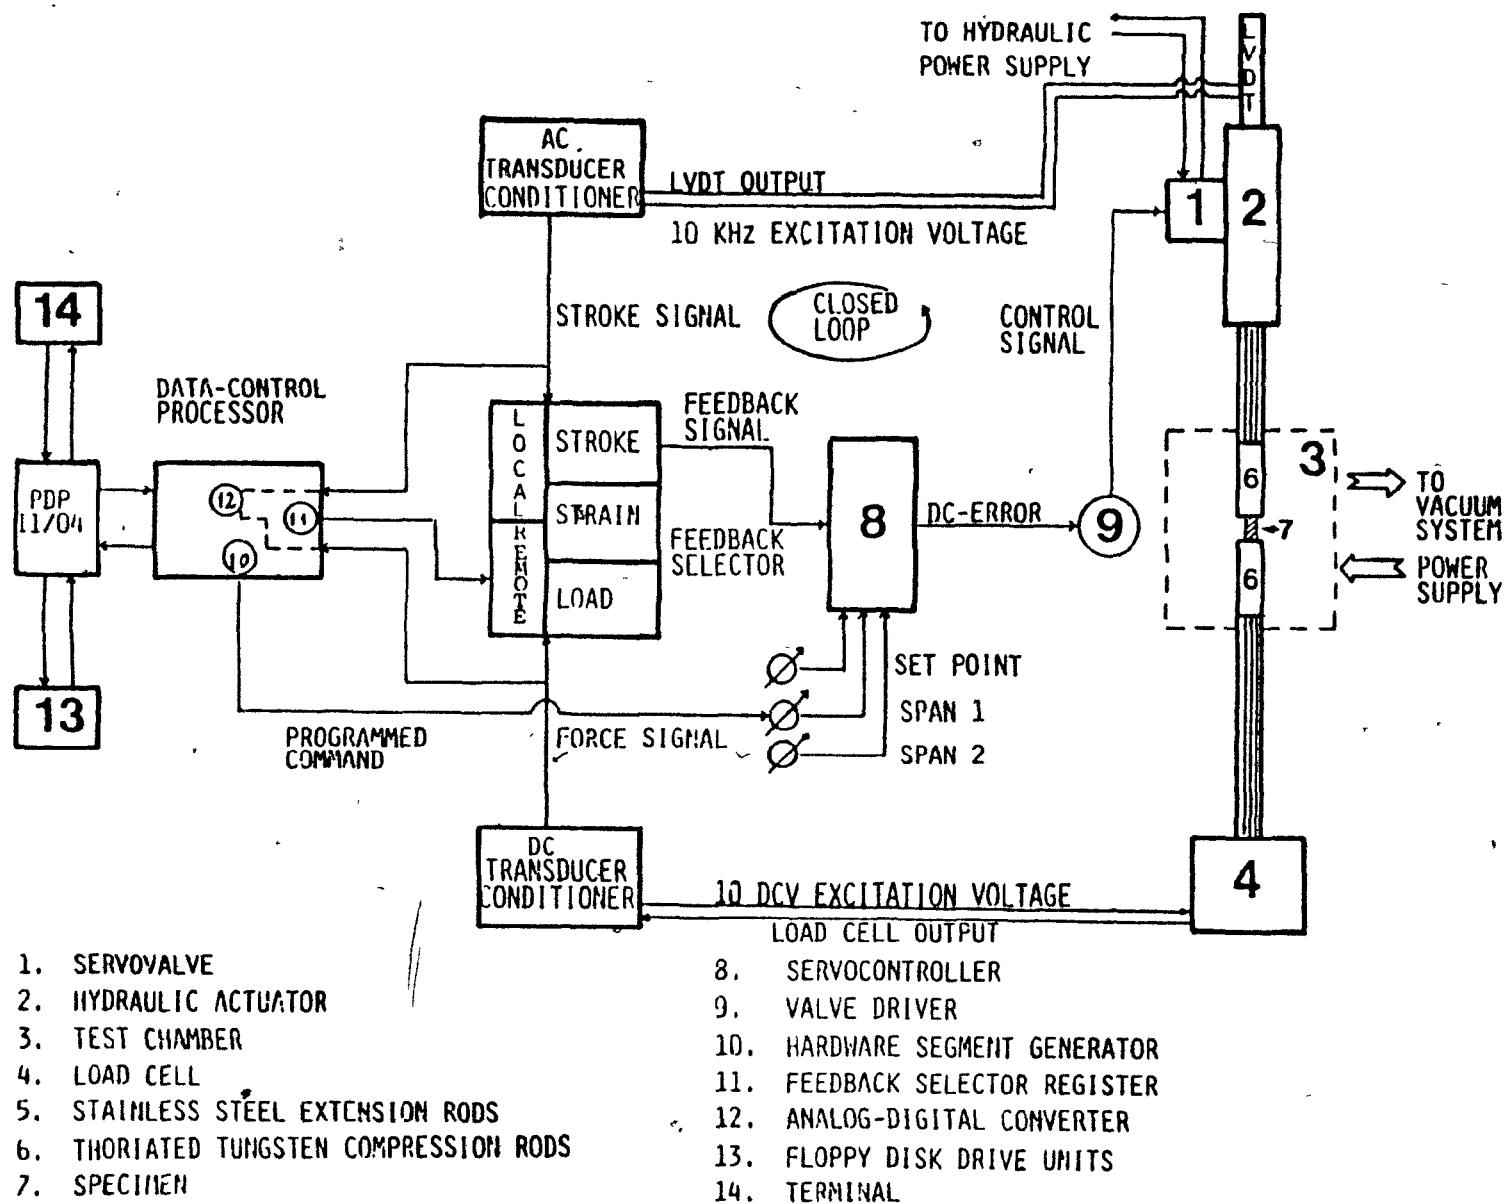 TO HYDRAULIC
POWER SUPPLY
LVDT
AC
TRANSDUCER
CONDITIONER
LVDT OUTPUT
10 KHz EXCITATION VOLTAGE
1
2
14
STROKE SIGNAL
CLOSED
LOOP
CONTROL
SIGNAL
DATA-CONTROL
PROCESSOR
LOCAL
REMOTE
STROKE
STRAIN
LOAD
FEEDBACK
SIGNAL
FEEDBACK
SELECTOR
PDP
11/04
12
11
10
8
DC-ERROR
9
3
6
7
6
TO
VACUUM
SYSTEM
POWER
SUPPLY
13
SET POINT
SPAN 1
SPAN 2
PROGRAMMED
COMMAND
FORCE SIGNAL
DC
TRANSDUCER
CONDITIONER
10 DCV EXCITATION VOLTAGE
LOAD CELL OUTPUT
4
1. SERVOVALVE
2. HYDRAULIC ACTUATOR
3. TEST CHAMBER
4. LOAD CELL
5. STAINLESS STEEL EXTENSION RODS
6. THORIATED TUNGSTEN COMPRESSION RODS
7. SPECIMEN
8. SERVOCONTROLLER
9. VALVE DRIVER
10. HARDWARE SEGMENT GENERATOR
11. FEEDBACK SELECTOR REGISTER
12. ANALOG-DIGITAL CONVERTER
13. FLOPPY DISK DRIVE UNITS
14. TERMINAL